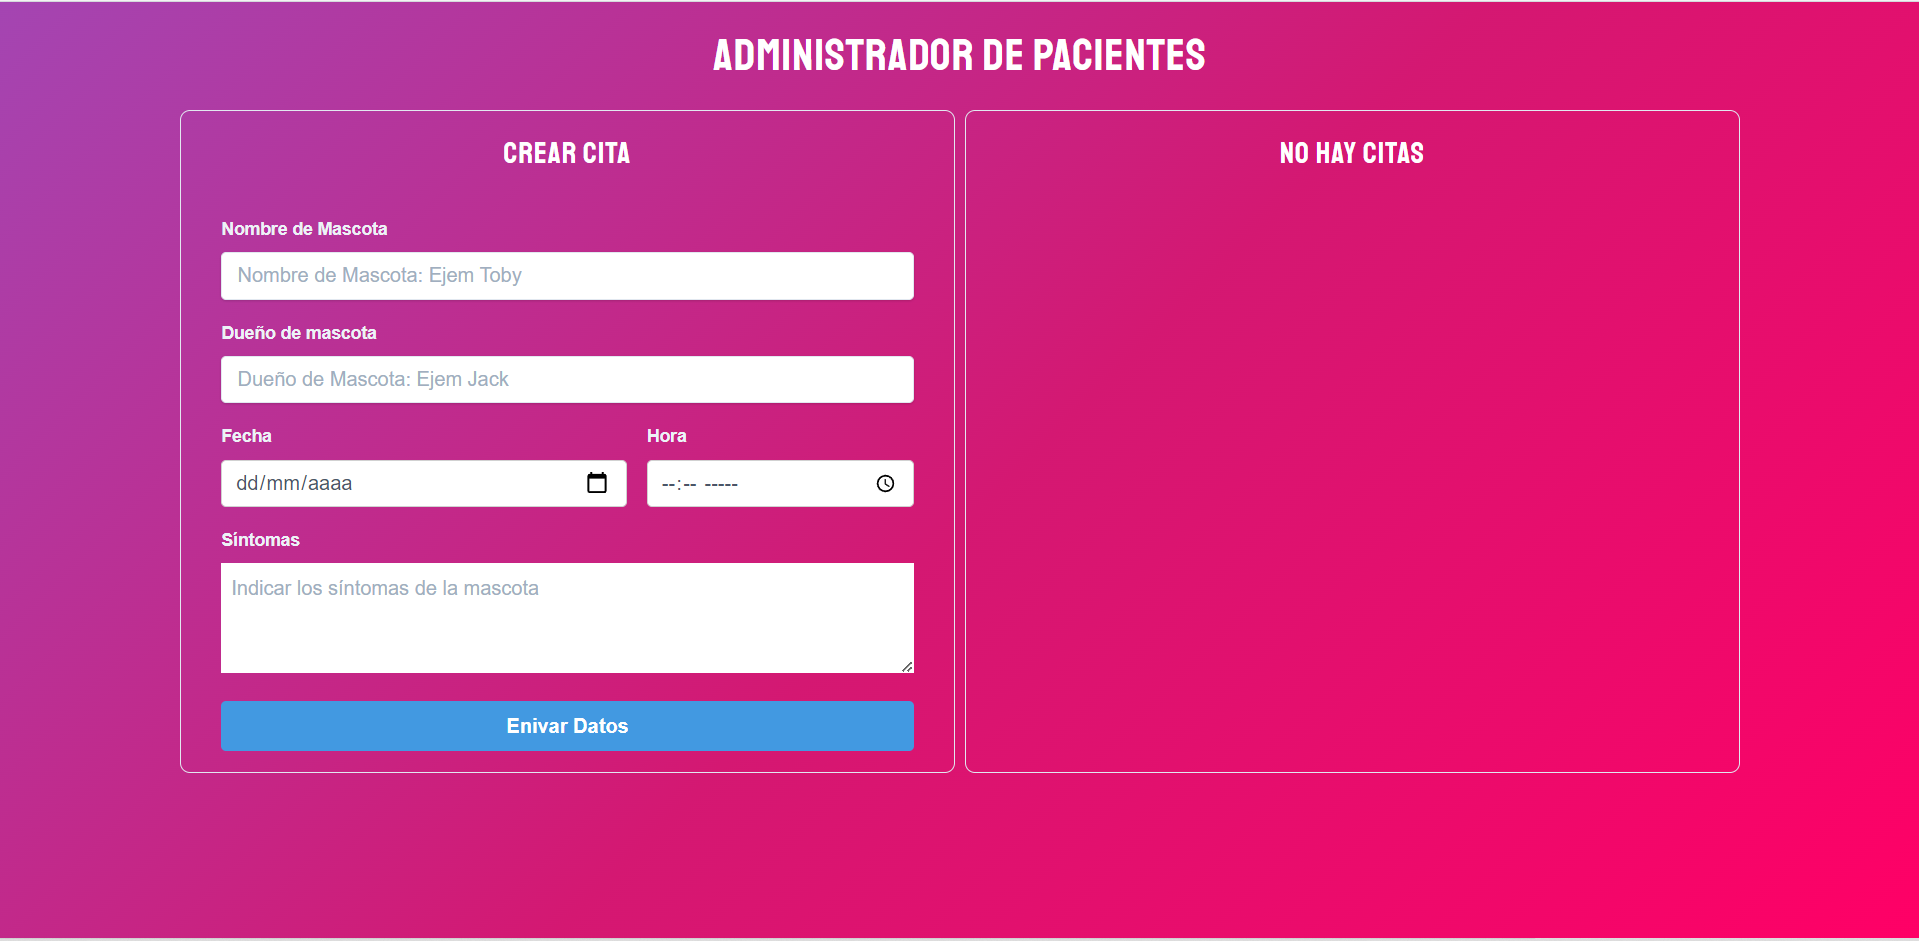 ADMINISTRADOR DE PACIENTES
CREAR CITA
Nombre de Mascota
Nombre de Mascota: Ejem Toby
Dueño de mascota
Dueño de Mascota: Ejem Jack
Fecha
Hora
dd/mm/aaaa
--:-- -----
Síntomas
Indicar los síntomas de la mascota
Enivar Datos
NO HAY CITAS